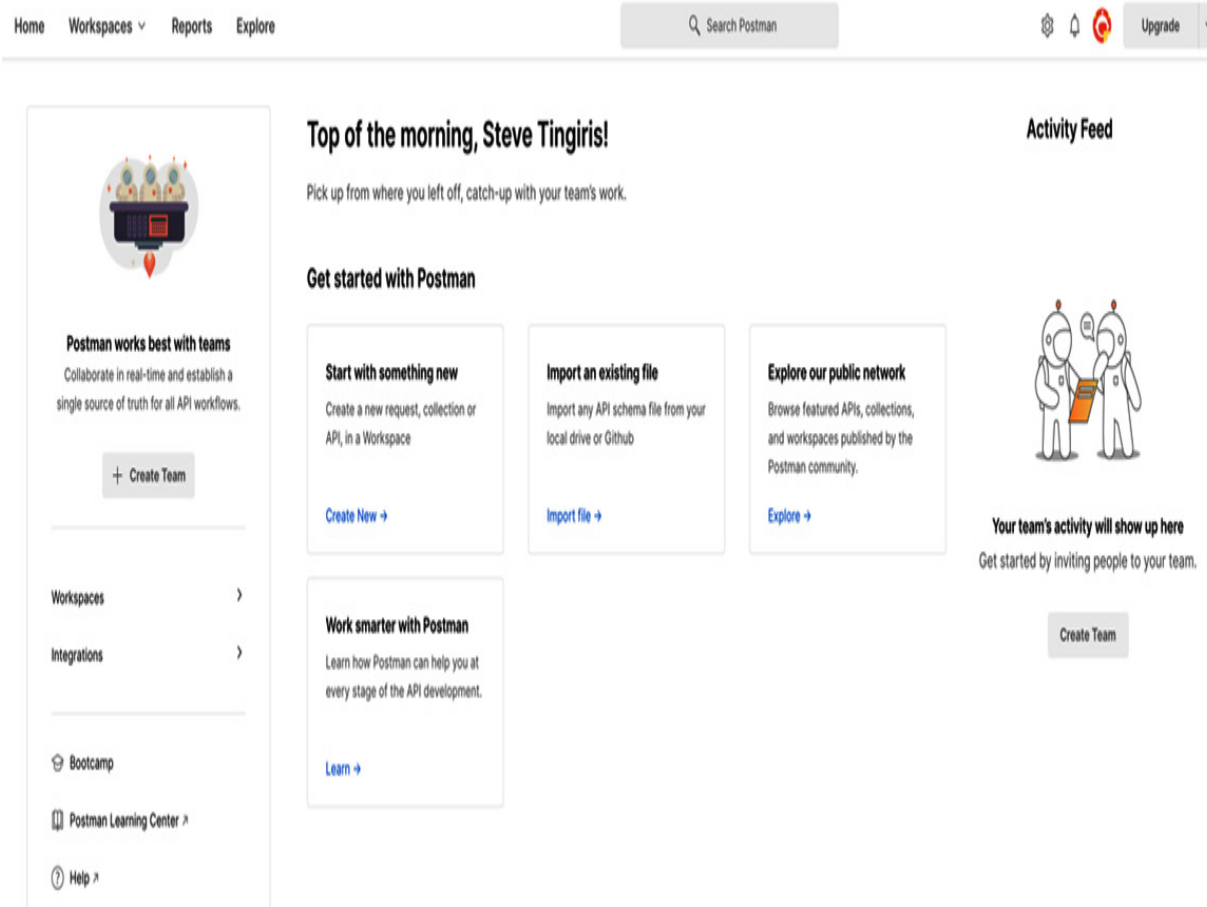 Home Workspaces Reports Explore Search Postman Upgrade
Postman works best with teams
Collaborate in real-time and establish a
single source of truth for all API workflows.
+ Create Team
Workspaces
Integrations
Bootcamp
Postman Learning Center ↗
Help ↗
Top of the morning, Steve Tingiris!
Pick up from where you left off, catch-up with your team's work.
Get started with Postman
Start with something new
Create a new request, collection or
API, in a Workspace
Create New →
Import an existing file
Import any API schema file from your
local drive or Github
Import file →
Explore our public network
Browse featured APIs, collections,
and workspaces published by the
Postman community.
Explore →
Work smarter with Postman
Learn how Postman can help you at
every stage of the API development.
Learn →
Activity Feed
Your team's activity will show up here
Get started by inviting people to your team.
Create Team